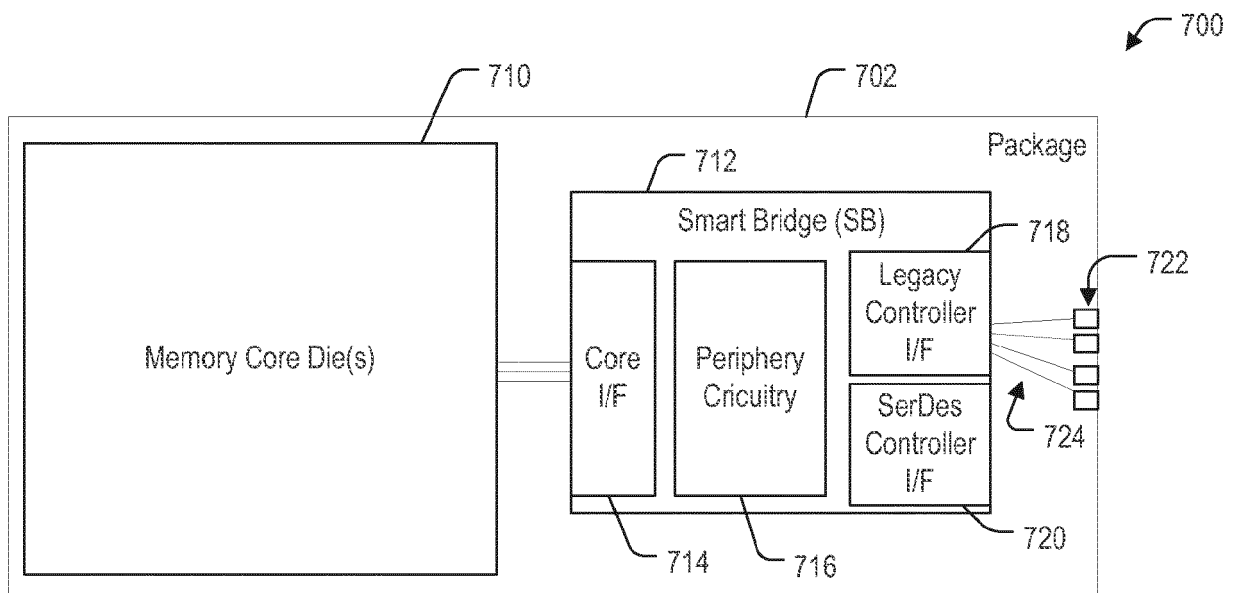 700
710
702
Package
712
Smart Bridge (SB)
718
722
Legacy
Controller
I/F
Memory Core Die(s)
Core
I/F
Periphery
Cricuitry
SerDes
Controller
I/F
724
714
716
720